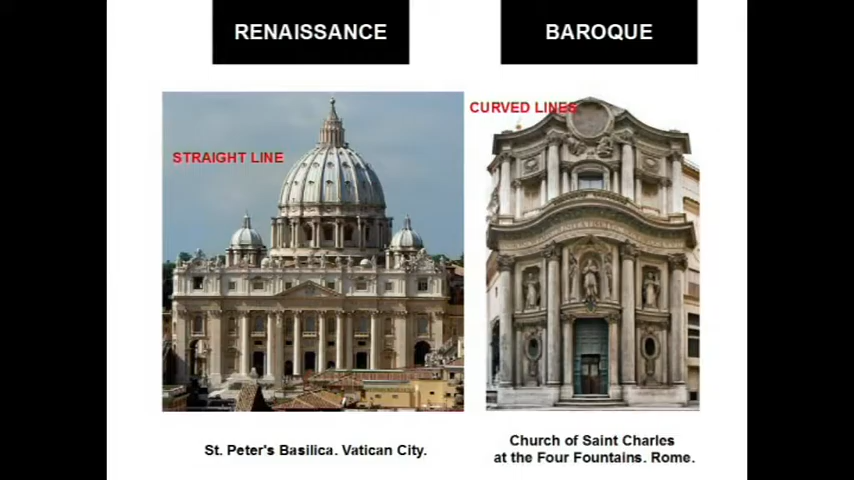 RENAISSANCE
BAROQUE
STRAIGHT LINE
CURVED LINES
St. Peter's Basilica. Vatican City.
Church of Saint Charles
at the Four Fountains. Rome.